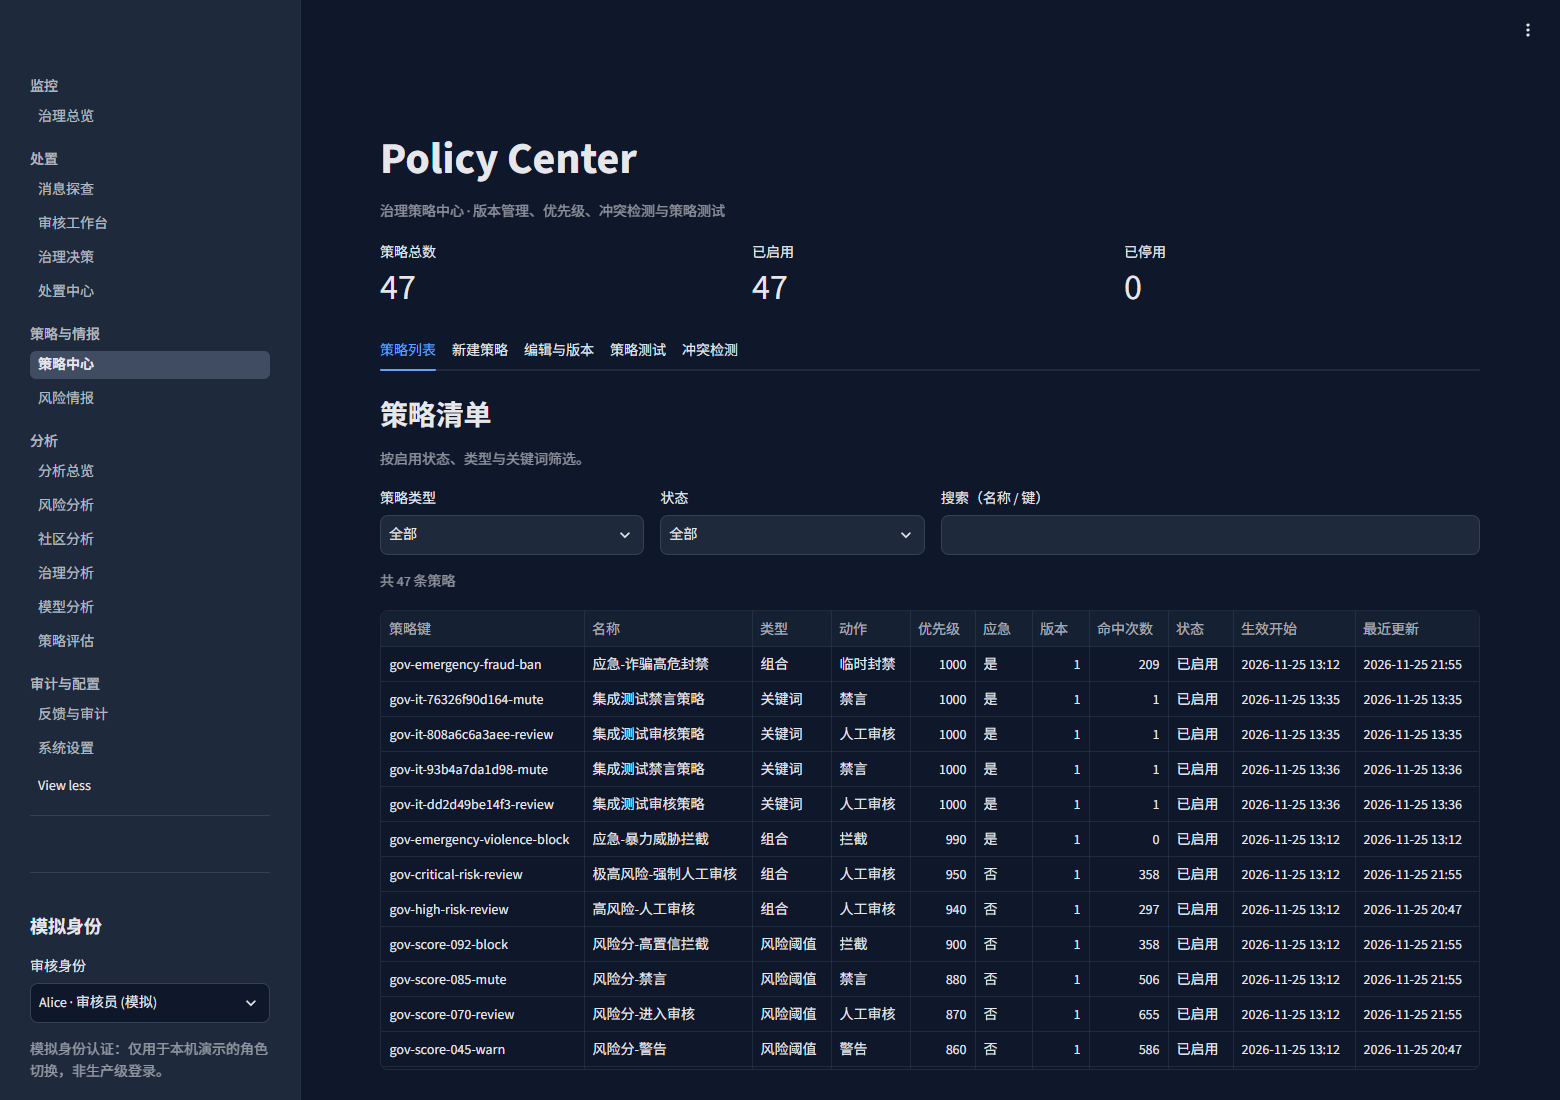 监控
治理总览
处置
消息探查
审核工作台
治理决策
处置中心
策略与情报
策略中心
风险情报
分析
分析总览
风险分析
社区分析
治理分析
模型分析
策略评估
审计与配置
反馈与审计
系统设置
View less
模拟身份
审核身份
Alice · 审核员 (模拟)
模拟身份认证：仅用于本机演示的角色
切换，非生产级登录。
Policy Center
治理策略中心 · 版本管理、优先级、冲突检测与策略测试
策略总数 已启用 已停用
47 47 0
策略列表 新建策略 编辑与版本 策略测试 冲突检测
策略清单
按启用状态、类型与关键词筛选。
策略类型 状态 搜索（名称 / 键）
全部 全部
共 47 条策略
策略键 名称 类型 动作 优先级 应急 版本 命中次数 状态 生效开始 最近更新
gov-emergency-fraud-ban 应急-诈骗高危封禁 组合 临时封禁 1000 是 1 209 已启用 2026-11-25 13:12 2026-11-25 21:55
gov-it-76326f90d164-mute 集成测试禁言策略 关键词 禁言 1000 是 1 1 已启用 2026-11-25 13:35 2026-11-25 13:35
gov-it-808a6c6a3aee-review 集成测试审核策略 关键词 人工审核 1000 是 1 1 已启用 2026-11-25 13:35 2026-11-25 13:35
gov-it-93b4a7da1d98-mute 集成测试禁言策略 关键词 禁言 1000 是 1 1 已启用 2026-11-25 13:36 2026-11-25 13:36
gov-it-dd2d49be14f3-review 集成测试审核策略 关键词 人工审核 1000 是 1 1 已启用 2026-11-25 13:36 2026-11-25 13:36
gov-emergency-violence-block 应急-暴力威胁拦截 组合 拦截 990 是 1 0 已启用 2026-11-25 13:12 2026-11-25 13:12
gov-critical-risk-review 极高风险-强制人工审核 组合 人工审核 950 否 1 358 已启用 2026-11-25 13:12 2026-11-25 21:55
gov-high-risk-review 高风险-人工审核 组合 人工审核 940 否 1 297 已启用 2026-11-25 13:12 2026-11-25 20:47
gov-score-092-block 风险分-高置信拦截 风险阈值 拦截 900 否 1 358 已启用 2026-11-25 13:12 2026-11-25 21:55
gov-score-085-mute 风险分-禁言 风险阈值 禁言 880 否 1 506 已启用 2026-11-25 13:12 2026-11-25 21:55
gov-score-070-review 风险分-进入审核 风险阈值 人工审核 870 否 1 655 已启用 2026-11-25 13:12 2026-11-25 21:55
gov-score-045-warn 风险分-警告 风险阈值 警告 860 否 1 586 已启用 2026-11-25 13:12 2026-11-25 20:47